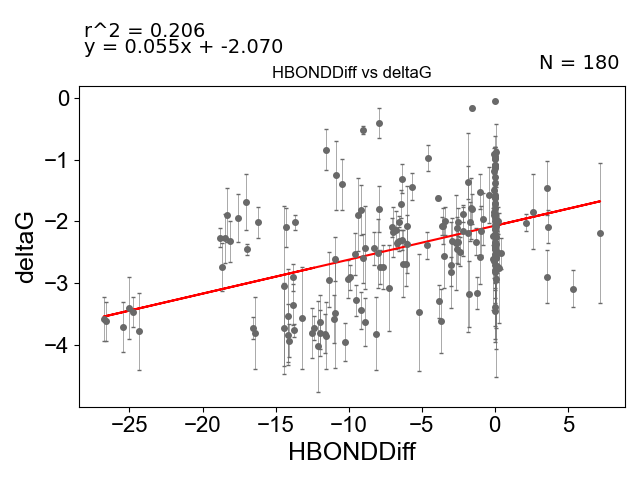 r^2 = 0.206
y = 0.055x + -2.070
N = 180
HBONDDiff vs deltaG
0
−1
−2
−3
−4
deltaG
−25 −20 −15 −10 −5 0 5
HBONDDiff